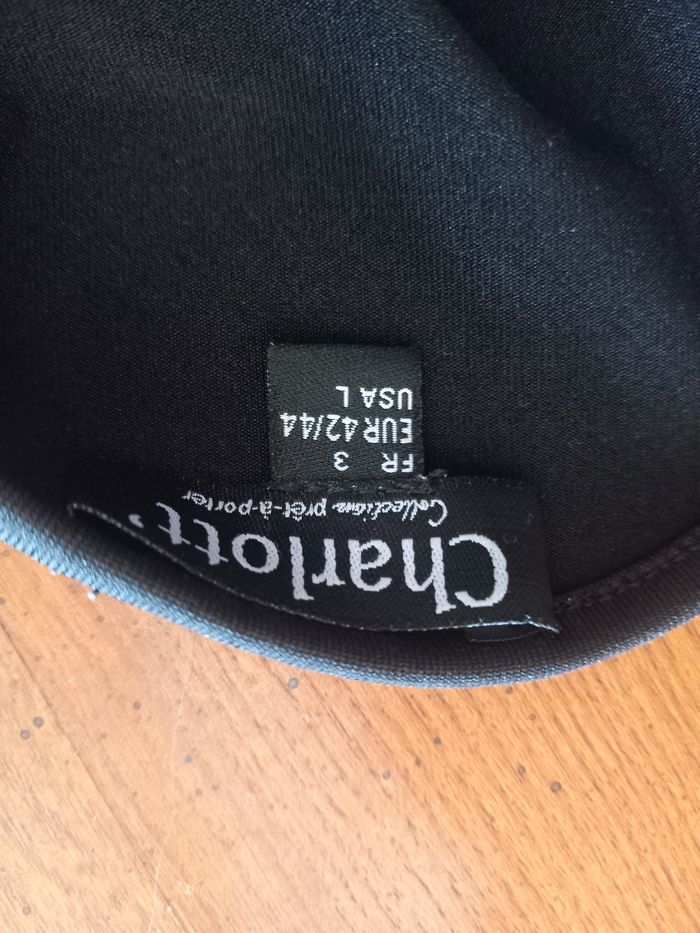 Charlott'
Collections prêt-à-porter
FR 3
EUR 42/44
USA L